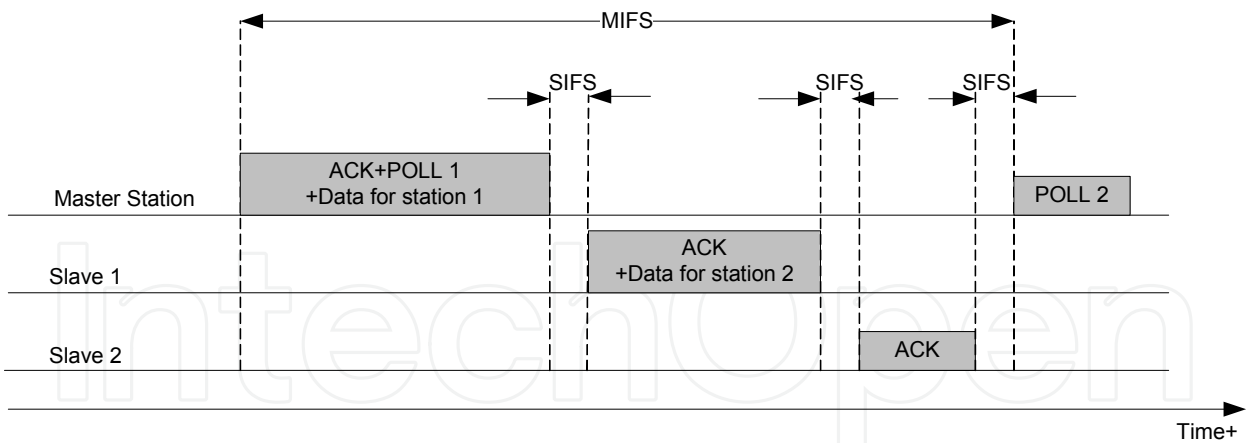 MIFS
SIFS
SIFS
SIFS
ACK+POLL 1
+Data for station 1
Master Station
POLL 2
ACK
+Data for station 2
Slave 1
ACK
Slave 2
IntechOpen
Time+